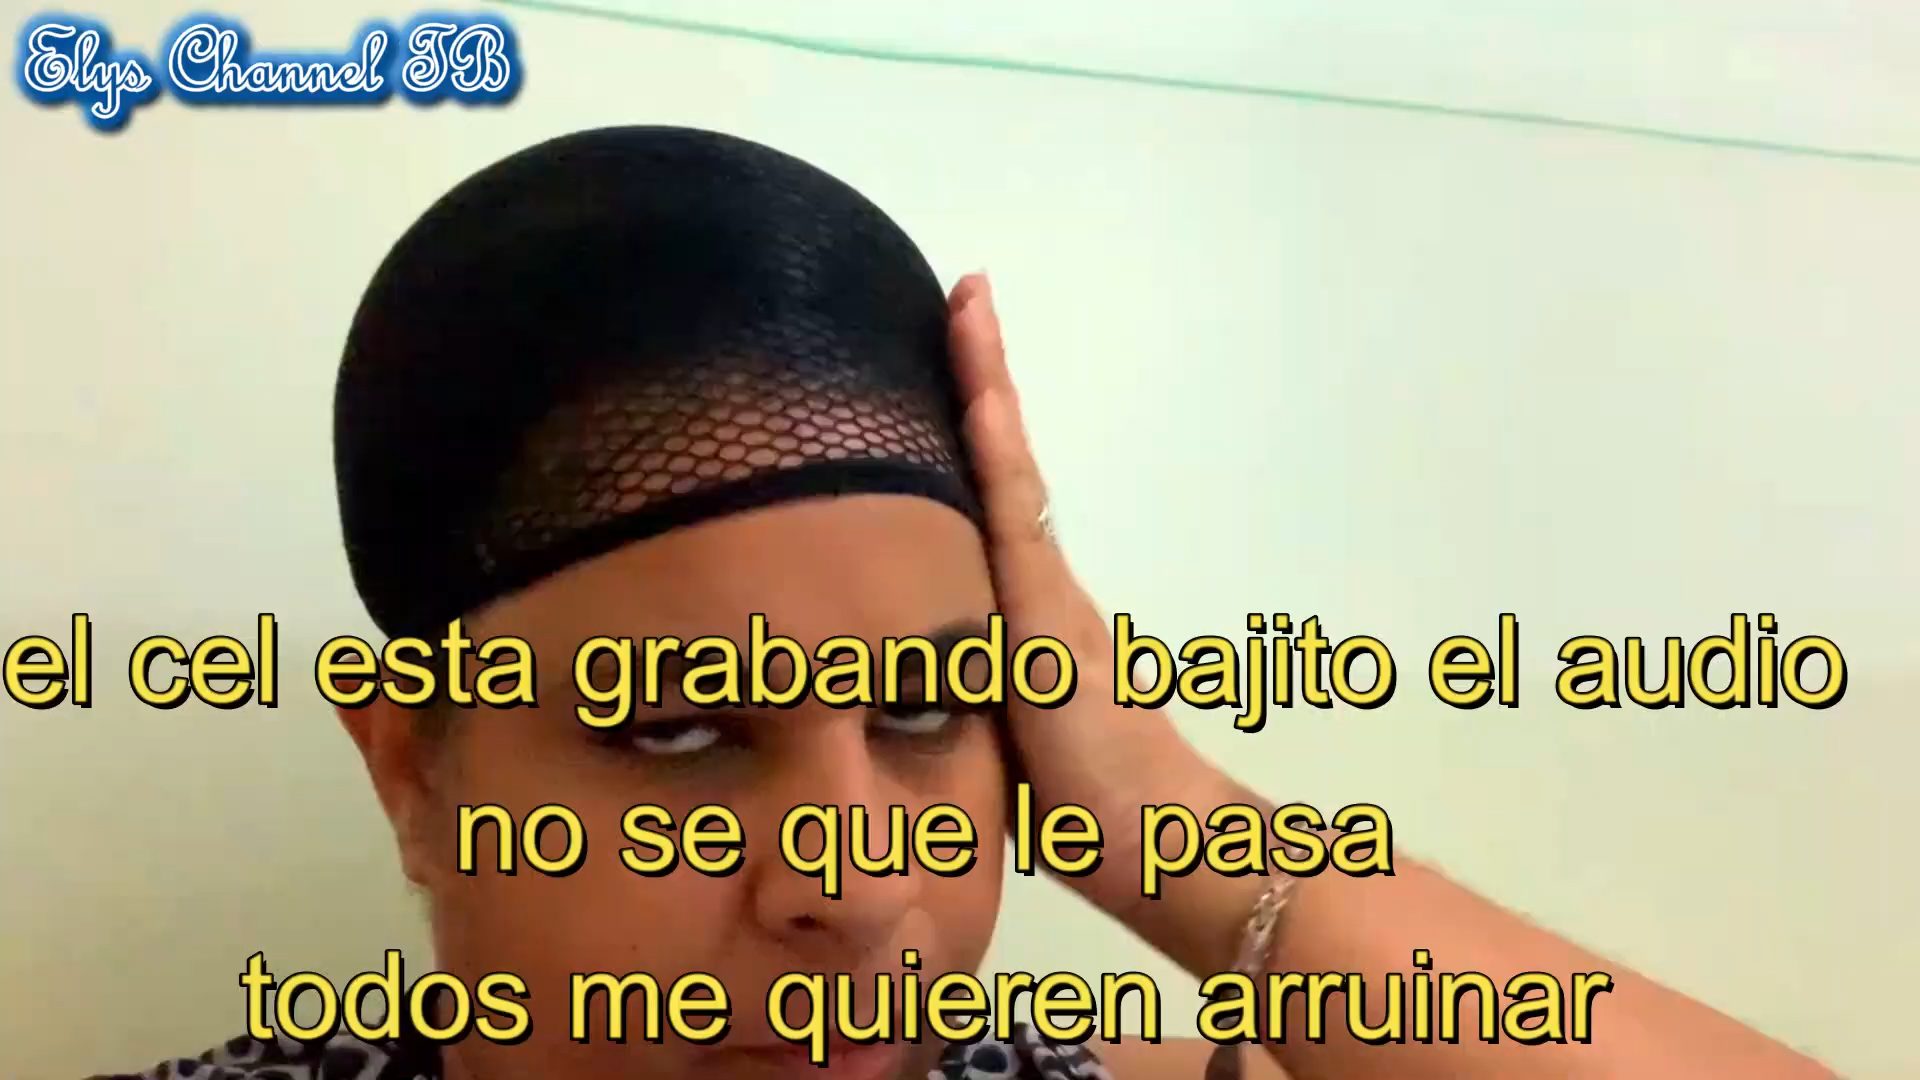 Elys Channel TB
el cel esta grabando bajito el audio
no se que le pasa
todos me quieren arruinar